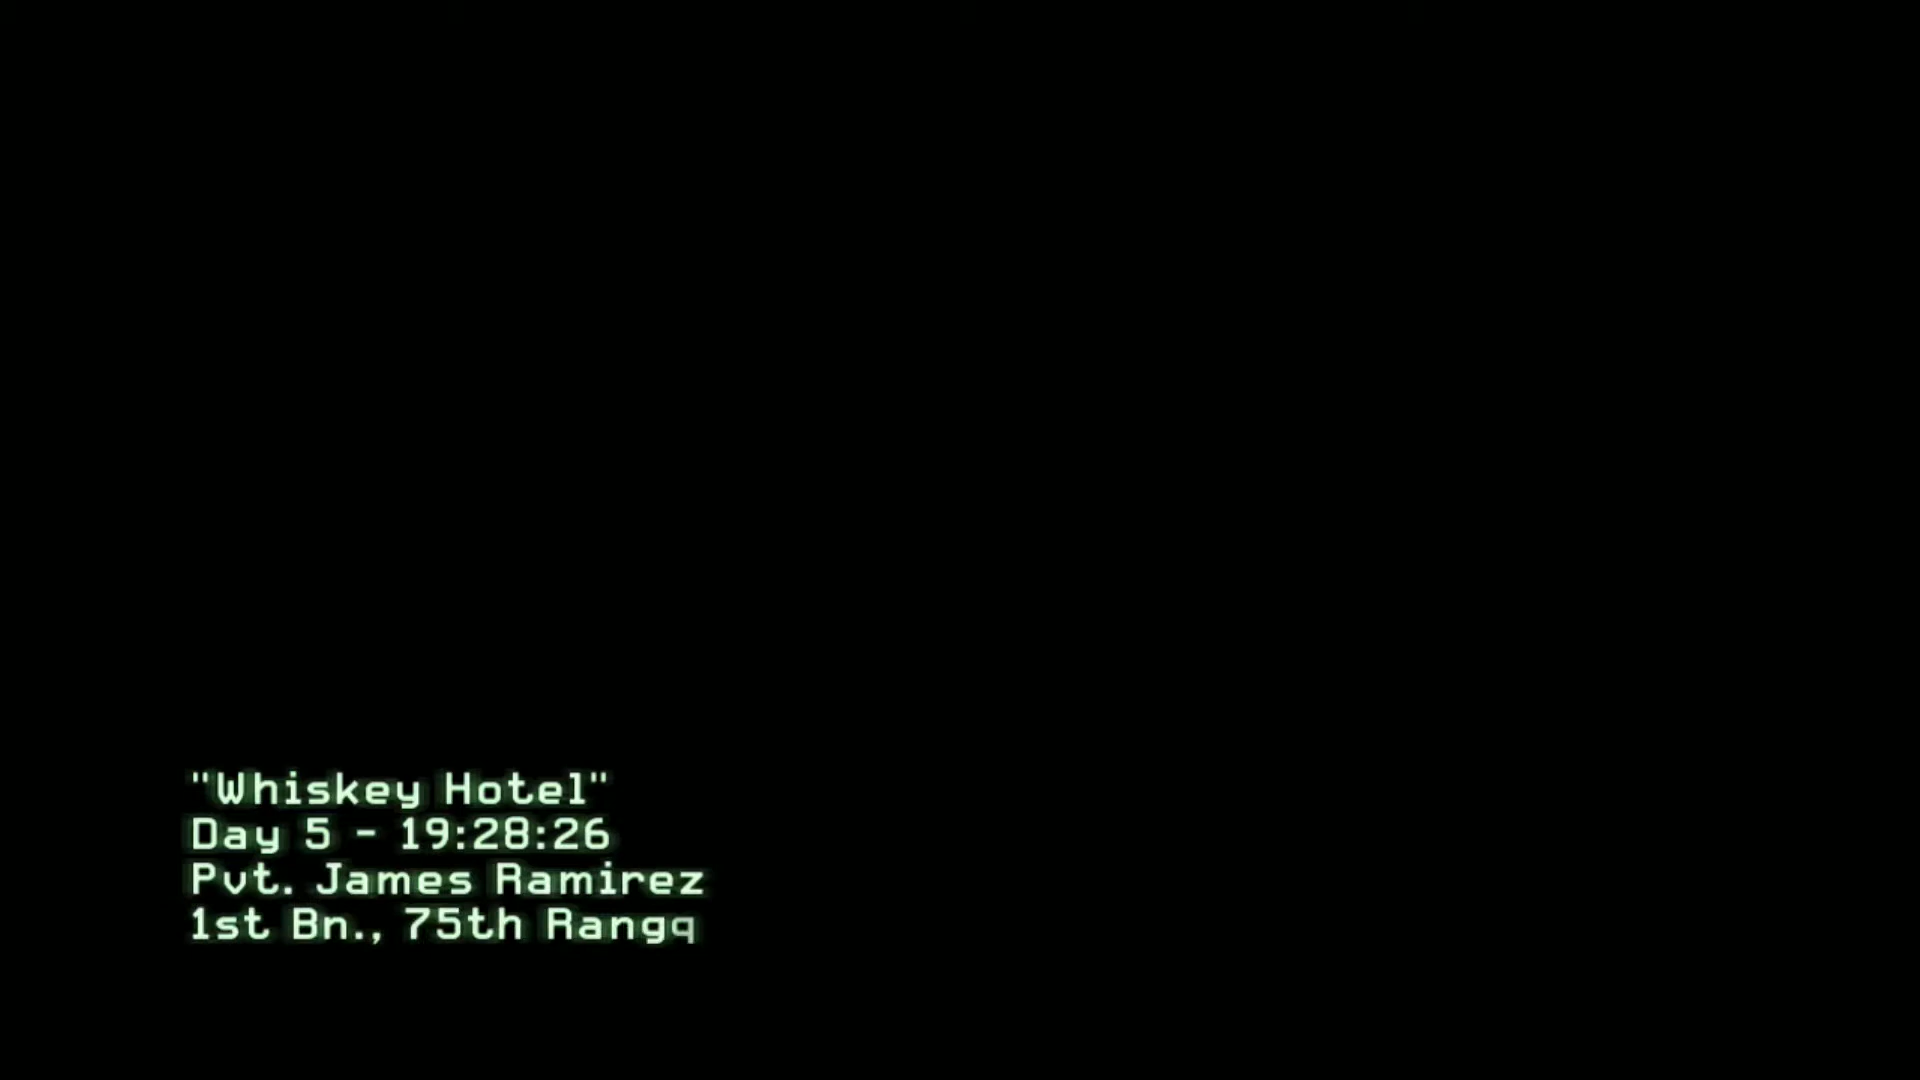 "Whiskey Hotel"
Day 5 - 19:28:26
Pvt. James Ramirez
1st Bn., 75th Rangq